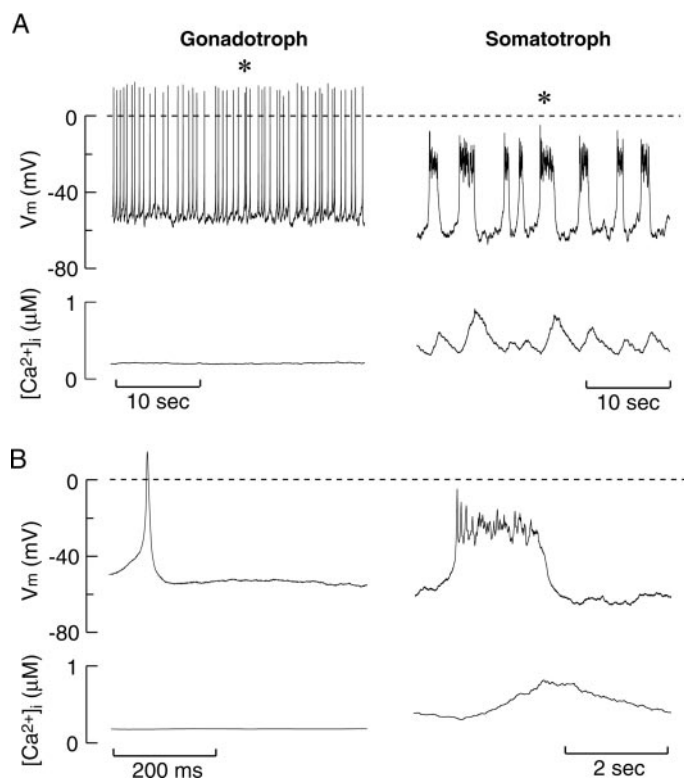 A
Gonadotroph
Somatotroph
*
*
0
-40
-80
Vm (mV)
1
0
[Ca2+]i (μM)
10 sec
10 sec
B
0
-40
-80
Vm (mV)
1
0
[Ca2+]i (μM)
200 ms
2 sec